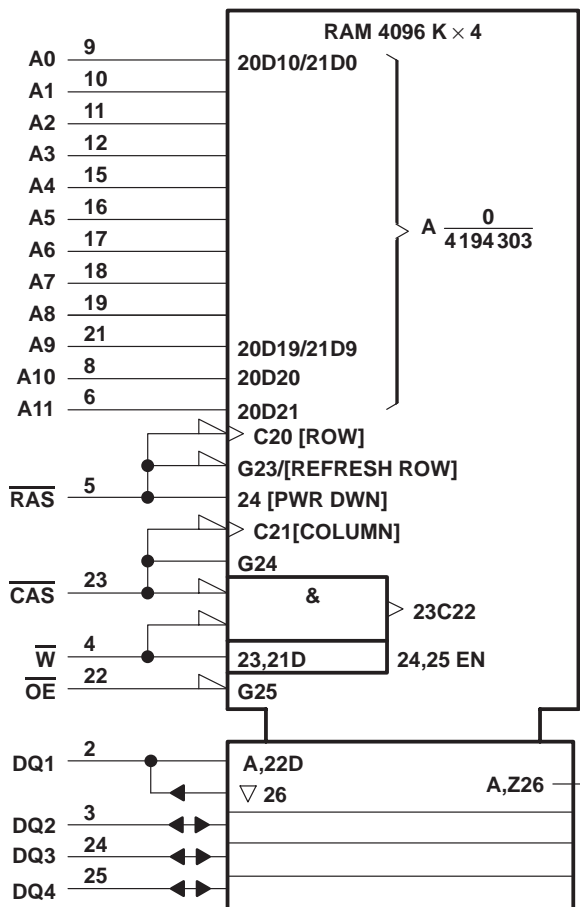 RAM 4096 K × 4
A0 9 20D10/21D0
A1 10
A2 11
A3 12
A4 15
A5 16
A 0
4 194 303
A6 17
A7 18
A8 19
A9 21 20D19/21D9
A10 8 20D20
A11 6 20D21
C20 [ROW]
G23/[REFRESH ROW]
RAS 5 24 [PWR DWN]
C21[COLUMN]
G24
CAS 23 & 23C22
W 4 23,21D 24,25 EN
OE 22 G25
DQ1 2 A,22D
▽ 26 A,Z26
DQ2 3
DQ3 24
DQ4 25